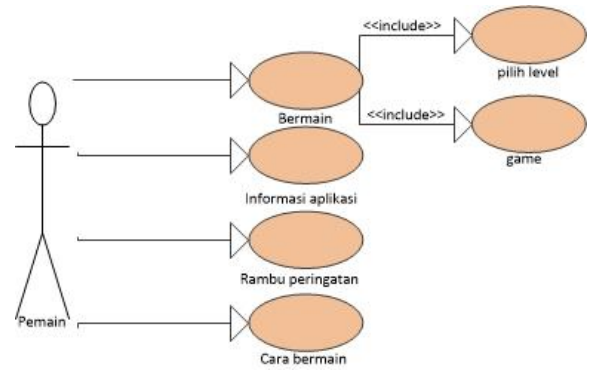 <<include>>
pilih level
<<include>>
Bermain
game
Informasi aplikasi
Rambu peringatan
Pemain
Cara bermain